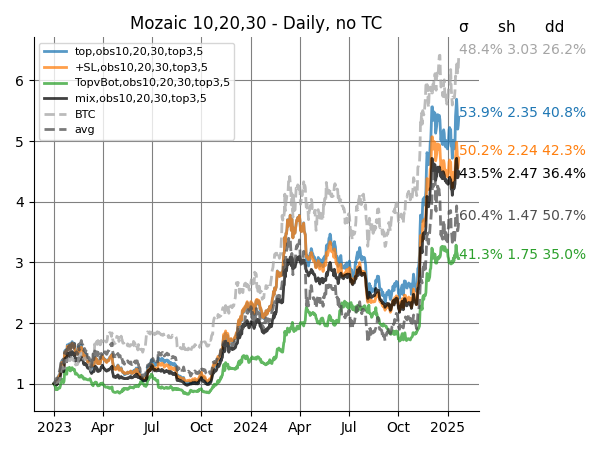 Mozaic 10,20,30 - Daily, no TC
σ sh dd
top,obs10,20,30,top3,5
+SL,obs10,20,30,top3,5
TopvBot,obs10,20,30,top3,5
mix,obs10,20,30,top3,5
BTC
avg
48.4% 3.03 26.2%
53.9% 2.35 40.8%
50.2% 2.24 42.3%
43.5% 2.47 36.4%
60.4% 1.47 50.7%
41.3% 1.75 35.0%
6
5
4
3
2
1
2023 Apr Jul Oct 2024 Apr Jul Oct 2025